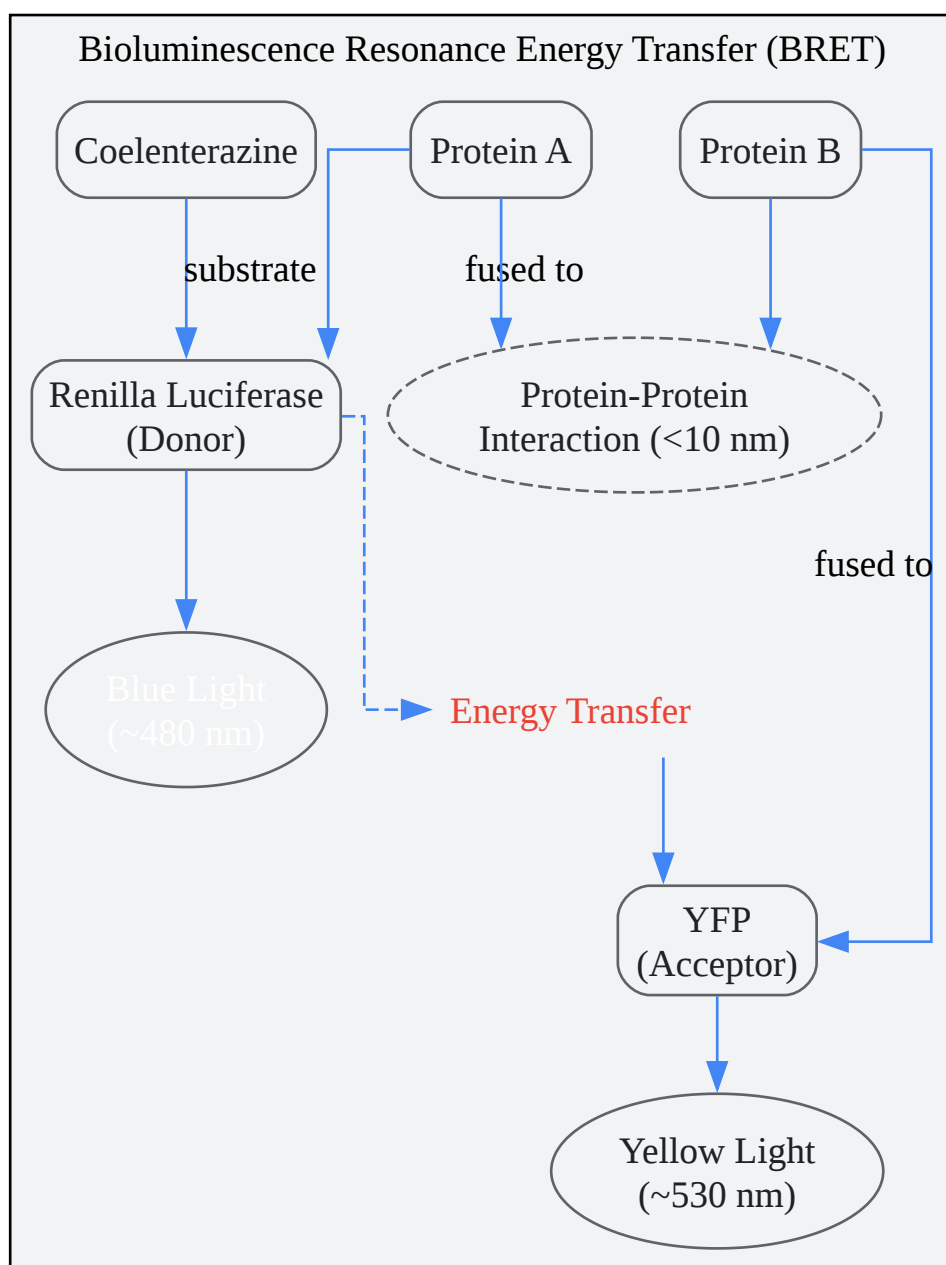 Bioluminescence Resonance Energy Transfer (BRET)
Coelenterazine
Protein A
Protein B
substrate
fused to
Renilla Luciferase
(Donor)
Protein-Protein
Interaction (<10 nm)
fused to
Blue Light
(~480 nm)
Energy Transfer
YFP
(Acceptor)
Yellow Light
(~530 nm)